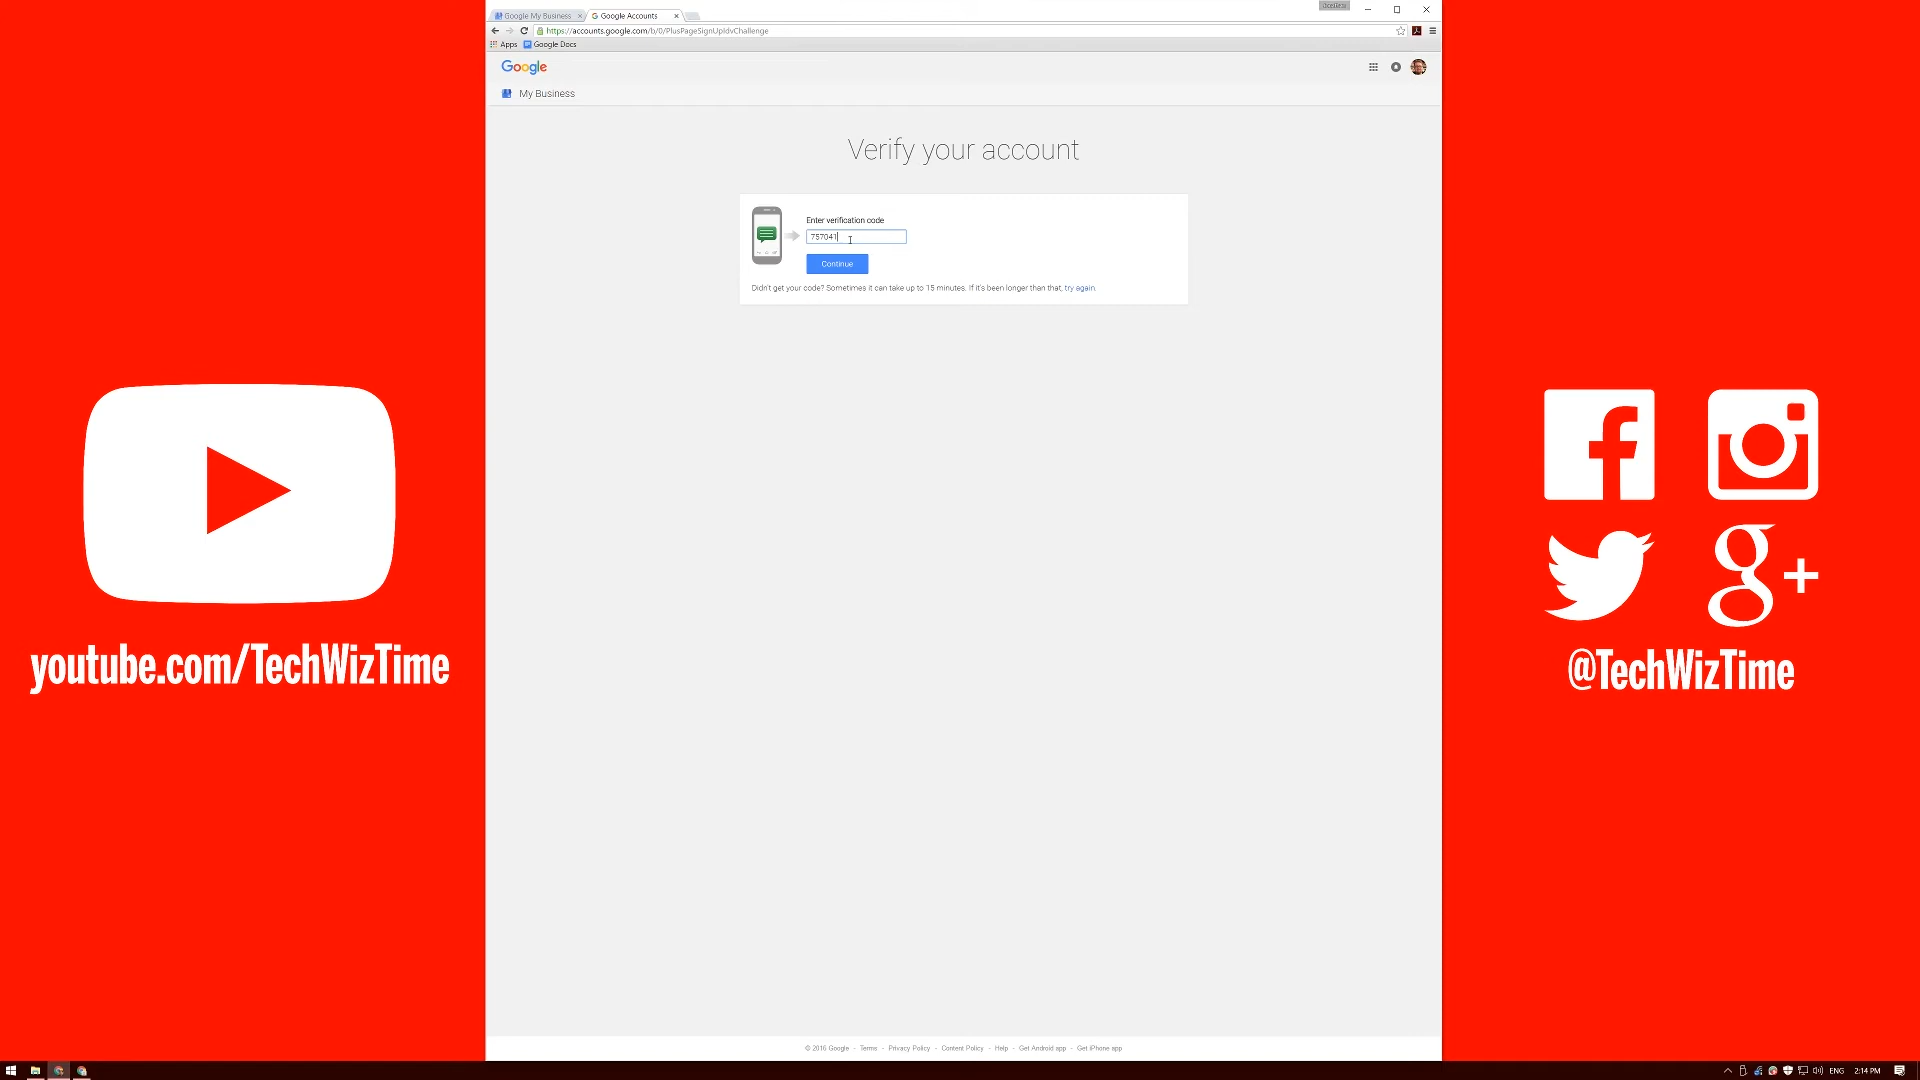 Google My Business
Google Accounts
https://accounts.google.com/b/0/PlusPageSignUpIdvChallenge
Apps
Google Docs
Google
My Business
Verify your account
Enter verification code
757041
Continue
Didn't get your code? Sometimes it can take up to 15 minutes. If it's been longer than that, try again.
youtube.com/TechWizTime
@TechWizTime
© 2016 Google - Terms - Privacy Policy - Content Policy - Help - Get Android app - Get iPhone app
ENG
2:14 PM